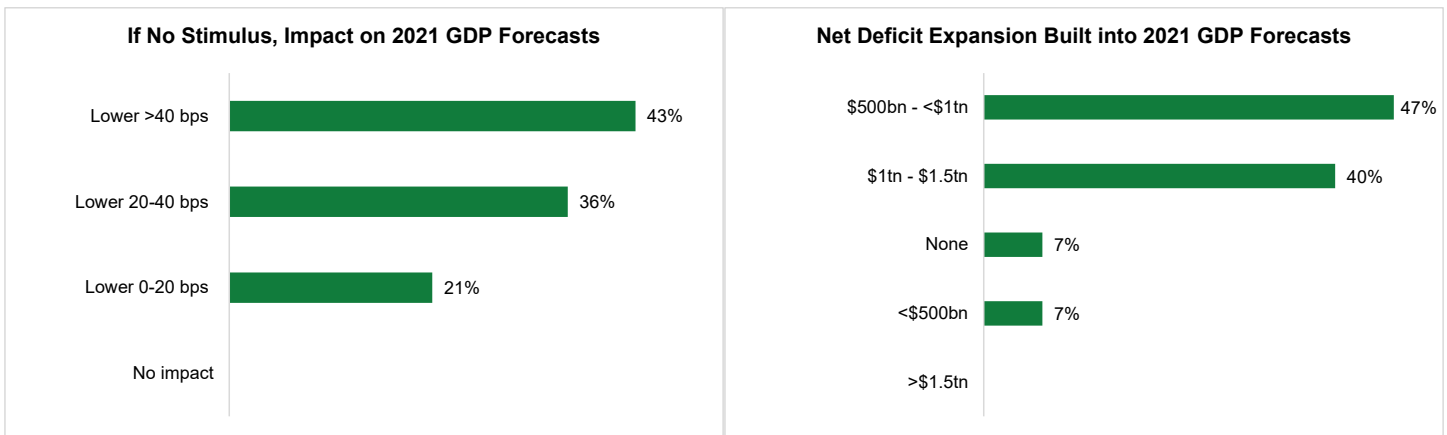 If No Stimulus, Impact on 2021 GDP Forecasts
Lower >40 bps
43%
Lower 20-40 bps
36%
Lower 0-20 bps
21%
No impact
Net Deficit Expansion Built into 2021 GDP Forecasts
$500bn - <$1tn
47%
$1tn - $1.5tn
40%
None
7%
<$500bn
7%
>$1.5tn